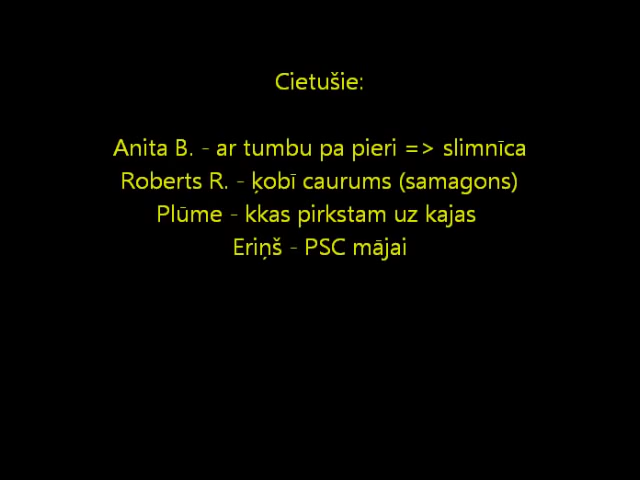 Cietušie:
Anita B. - ar tumbu pa pieri => slimnīca
Roberts R. - ķobī caurums (samagons)
Plūme - kkas pirkstam uz kajas
Eriņš - PSC mājai